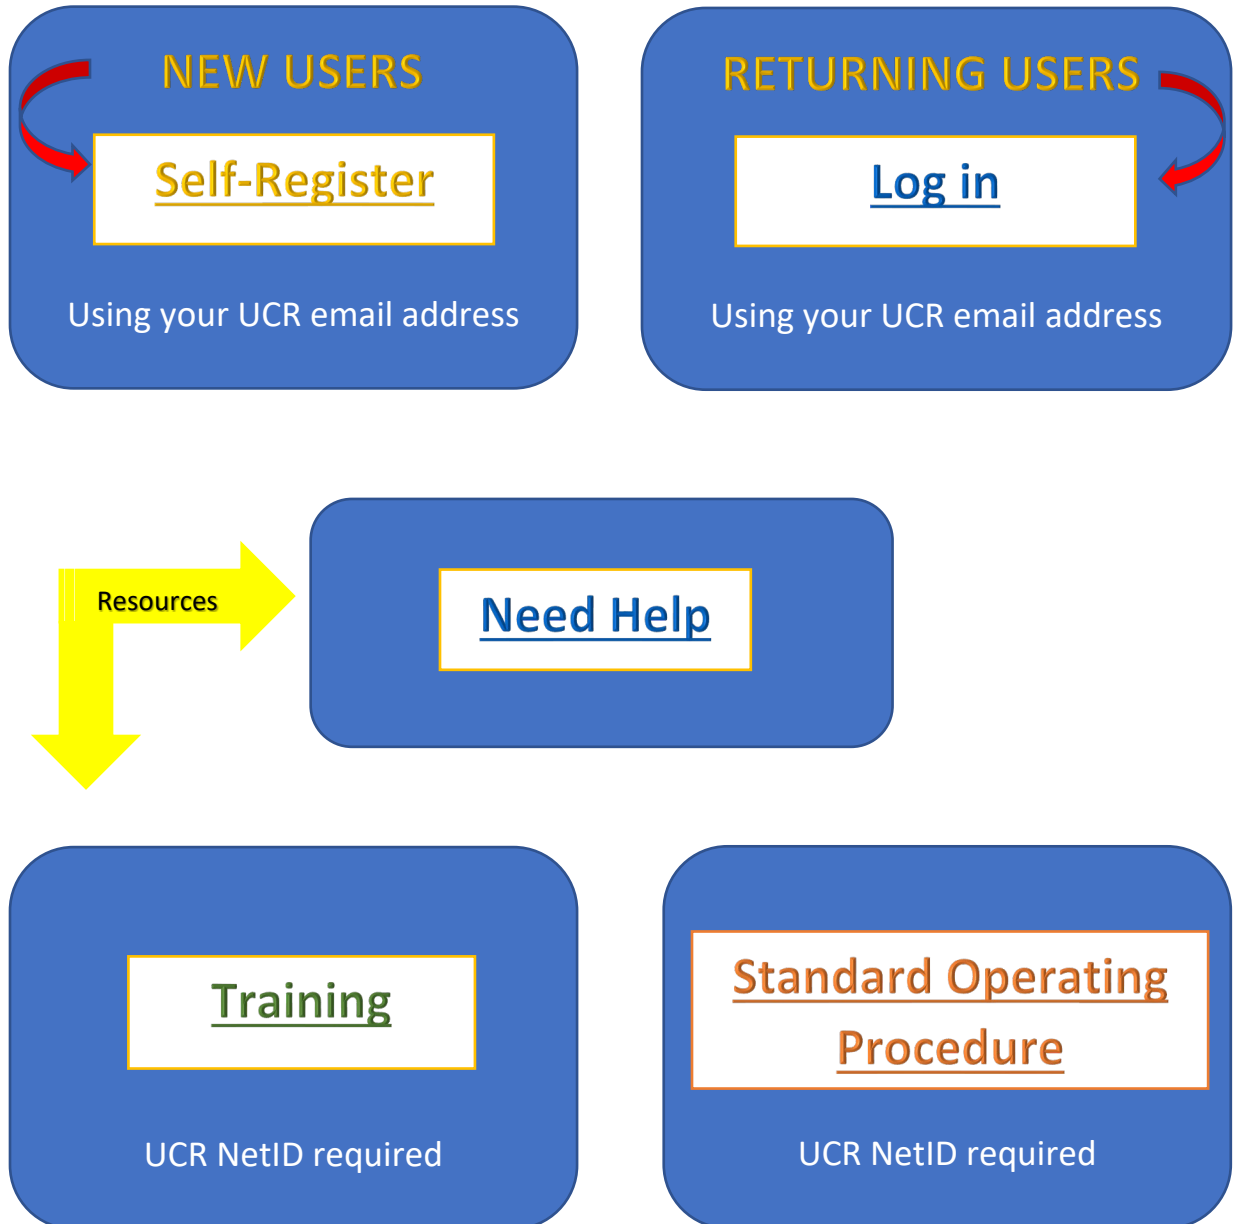 NEW USERS
Self-Register
Using your UCR email address
RETURNING USERS
Log in
Using your UCR email address
Resources
Need Help
Training
UCR NetID required
Standard Operating
Procedure
UCR NetID required